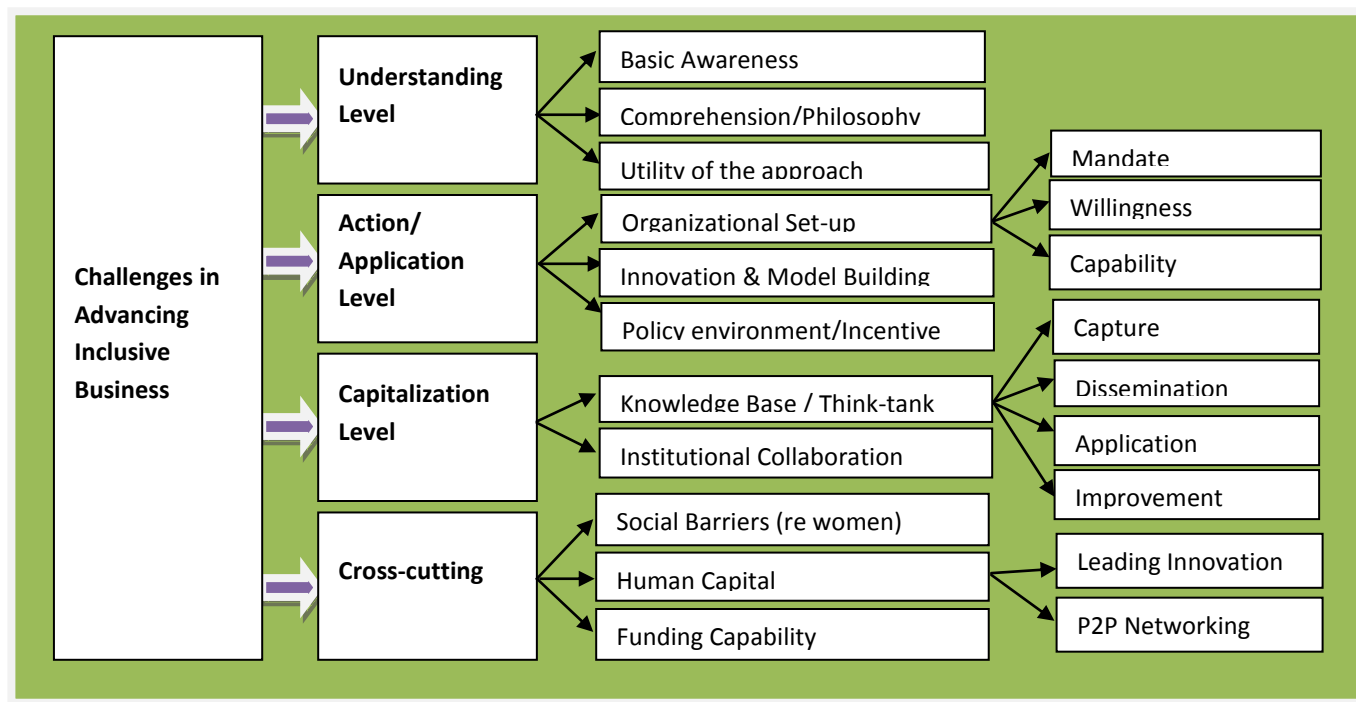 Challenges in
Advancing
Inclusive
Business
Understanding
Level
Basic Awareness
Comprehension/Philosophy
Utility of the approach
Action/
Application
Level
Organizational Set-up
Innovation & Model Building
Policy environment/Incentive
Mandate
Willingness
Capability
Capitalization
Level
Knowledge Base / Think-tank
Institutional Collaboration
Capture
Dissemination
Application
Improvement
Cross-cutting
Social Barriers (re women)
Human Capital
Funding Capability
Leading Innovation
P2P Networking